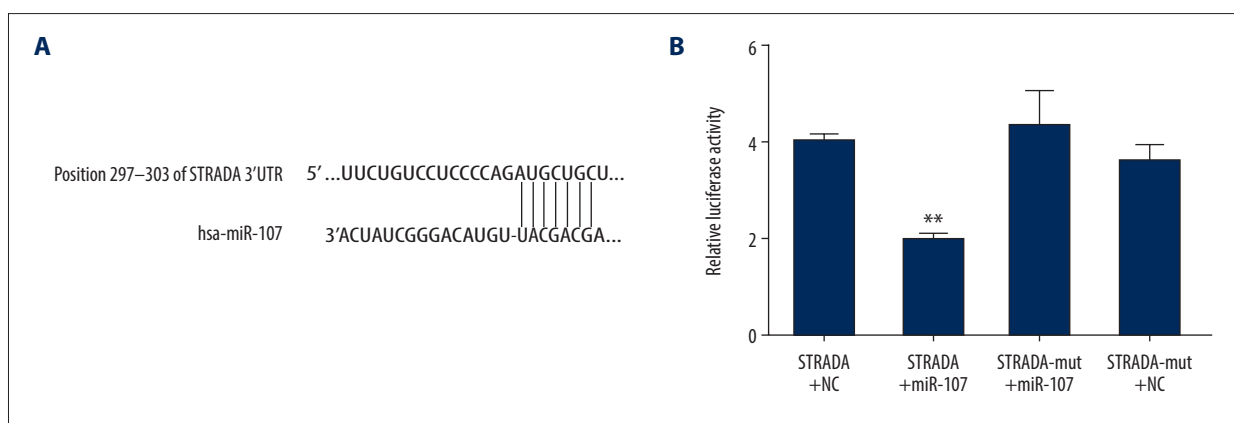 A
Position 297–303 of STRADA 3'UTR 5' ...UUCUGUCCUCCCCAGAUGCUGCU...
hsa-miR-107 3'ACUAUCGGGACAUGU-UACGACGA...
B
Relative luciferase activity
6
4
2
0
**
STRADA
+NC
STRADA
+miR-107
STRADA-mut
+miR-107
STRADA-mut
+NC